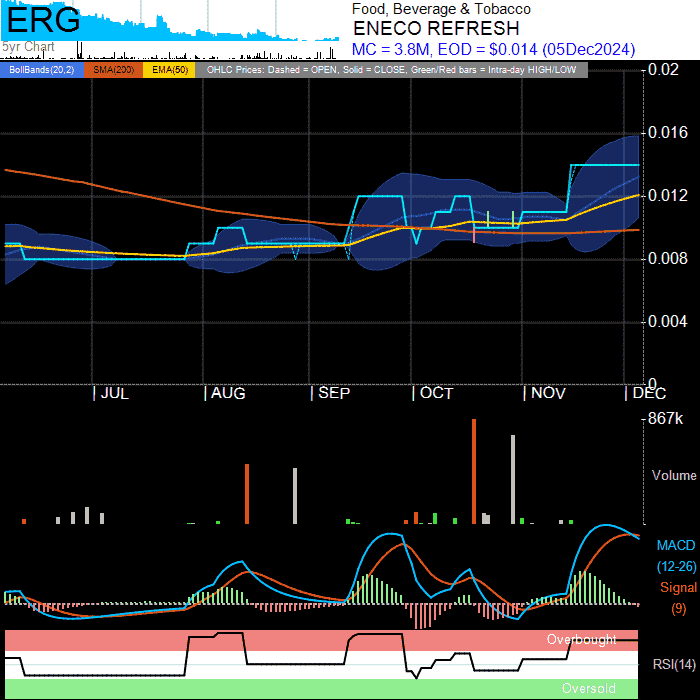 ERG
5yr Chart
Food, Beverage & Tobacco
ENECO REFRESH
MC = 3.8M, EOD = $0.014 (05Dec2024)
BollBands(20,2) SMA(200) EMA(50) OHLC Prices: Dashed = OPEN, Solid = CLOSE, Green/Red bars = Intra-day HIGH/LOW
0.02
0.016
0.012
0.008
0.004
0
JUL AUG SEP OCT NOV DEC
867k
Volume
MACD
(12-26)
Signal
(9)
Overbought
RSI(14)
Oversold